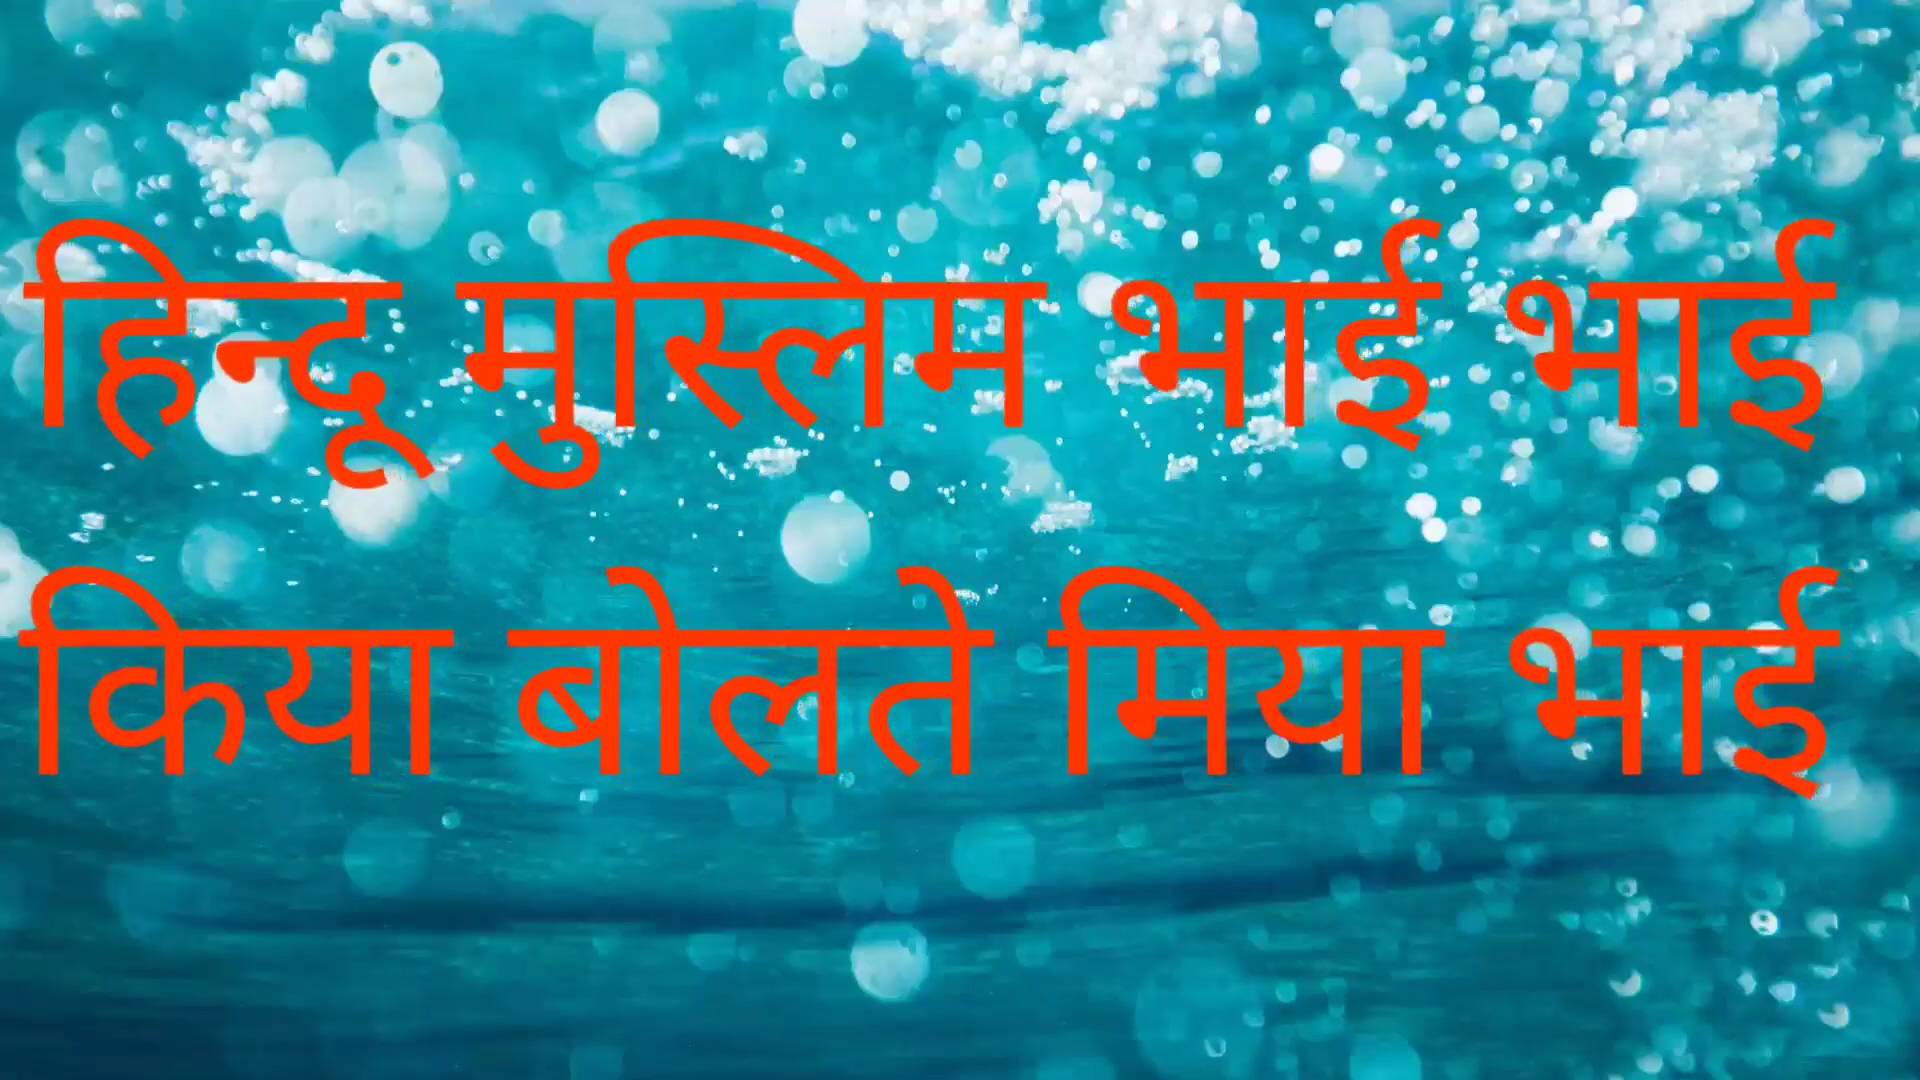 हिन्दू मुस्लिम भाई भाई
किया बोलते मिया भाई